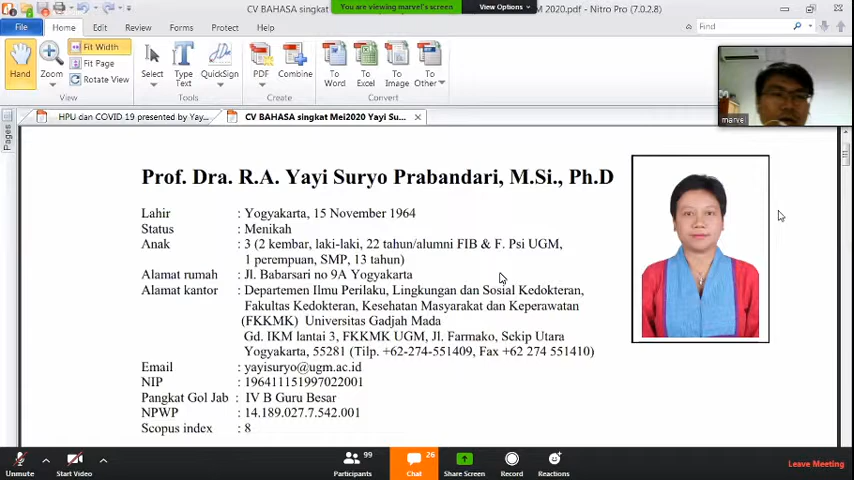 CV BAHASA singkat
You are viewing marvel's screen
View Options
M 2020.pdf - Nitro Pro (7.0.2.8)
File
Home
Edit
Review
Forms
Protect
Help
Find
Hand
Zoom
Fit Width
Fit Page
Rotate View
View
Select
Type Text
QuickSign
Tools
PDF
Combine
Create
To Word
To Excel
To Image
To Other
Convert
marvel
Pages
HPU dan COVID 19 presented by Yay...
CV BAHASA singkat Mei2020 Yayi Su...
Prof. Dra. R.A. Yayi Suryo Prabandari, M.Si., Ph.D
Lahir : Yogyakarta, 15 November 1964
Status : Menikah
Anak : 3 (2 kembar, laki-laki, 22 tahun/alumni FIB & F. Psi UGM,
1 perempuan, SMP, 13 tahun)
Alamat rumah : Jl. Babarsari no 9A Yogyakarta
Alamat kantor : Departemen Ilmu Perilaku, Lingkungan dan Sosial Kedokteran,
Fakultas Kedokteran, Kesehatan Masyarakat dan Keperawatan
(FKKMK) Universitas Gadjah Mada
Gd. IKM lantai 3, FKKMK UGM, Jl. Farmako, Sekip Utara
Yogyakarta, 55281 (Tilp. +62-274-551409, Fax +62 274 551410)
Email : yayisuryo@ugm.ac.id
NIP : 196411151997022001
Pangkat Gol Jab : IV B Guru Besar
NPWP : 14.189.027.7.542.001
Scopus index : 8
Unmute
Start Video
99
Participants
26
Chat
Share Screen
Record
Reactions
Leave Meeting